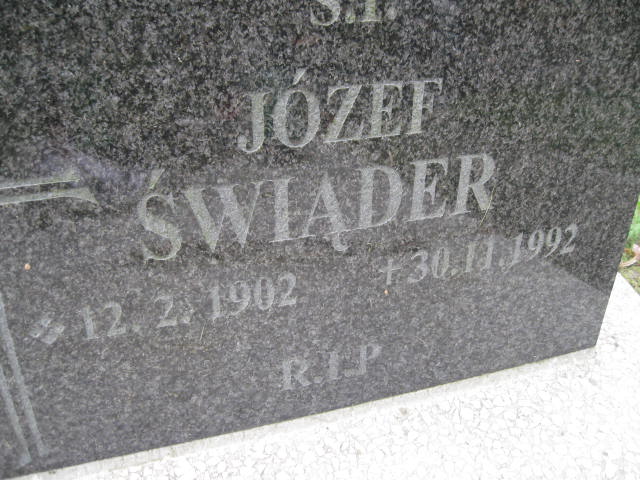 Ś.P.
JÓZEF
ŚWIĄDER
12. 2. 1902 +30.11.1992
R.I.P